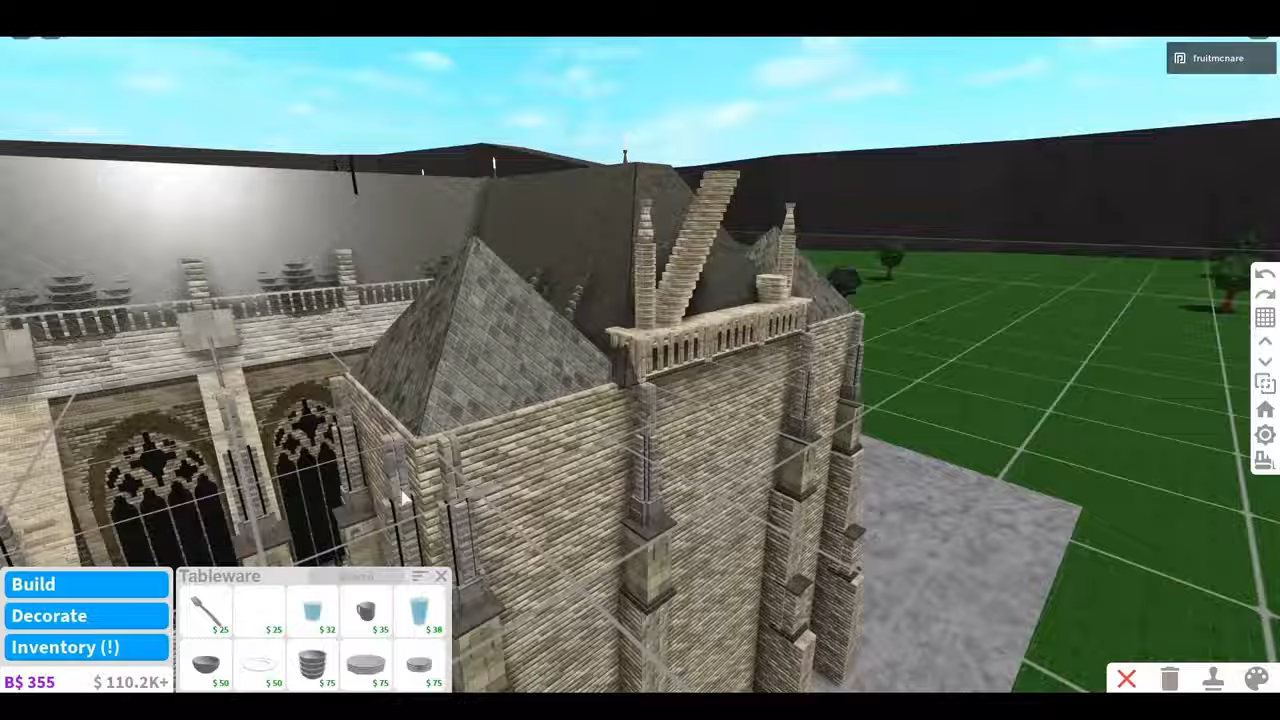 fruitmcnare
Build
Decorate
Inventory (!)
B$ 355
$ 110.2K+
Tableware
$ 25
$ 25
$ 32
$ 35
$ 38
$ 50
$ 50
$ 75
$ 75
$ 75